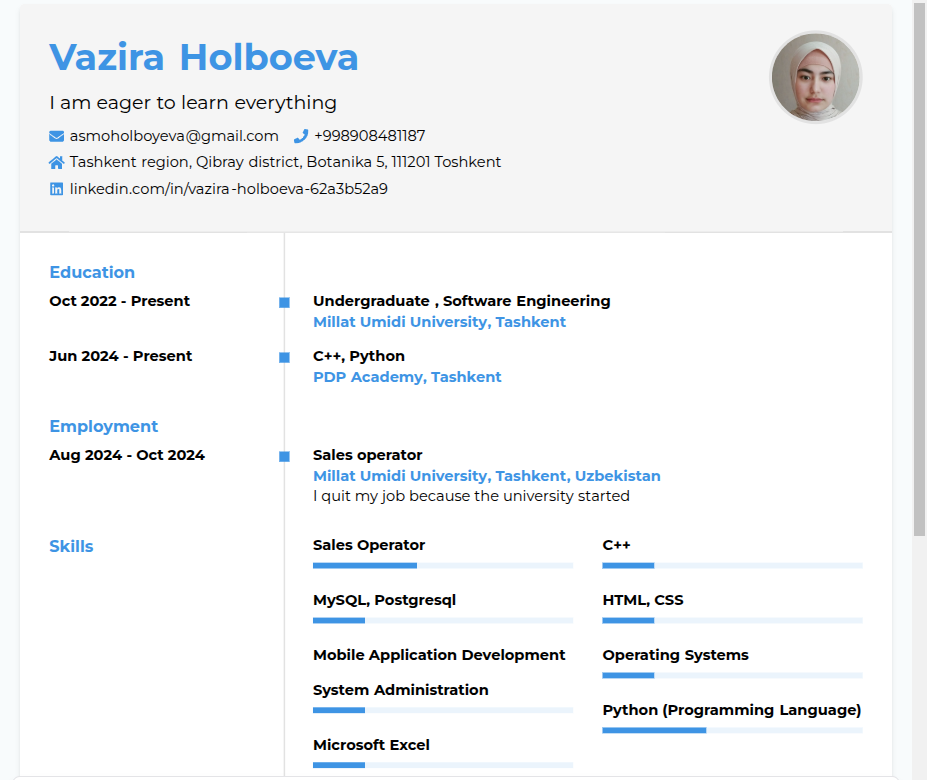 Vazira Holboeva
I am eager to learn everything
asmoholboyeva@gmail.com +998908481187
Tashkent region, Qibray district, Botanika 5, 111201 Toshkent
linkedin.com/in/vazira-holboeva-62a3b52a9
Education
Oct 2022 - Present
Undergraduate , Software Engineering
Millat Umidi University, Tashkent
Jun 2024 - Present
C++, Python
PDP Academy, Tashkent
Employment
Aug 2024 - Oct 2024
Sales operator
Millat Umidi University, Tashkent, Uzbekistan
I quit my job because the university started
Skills
Sales Operator
C++
MySQL, Postgresql
HTML, CSS
Mobile Application Development
Operating Systems
System Administration
Python (Programming Language)
Microsoft Excel